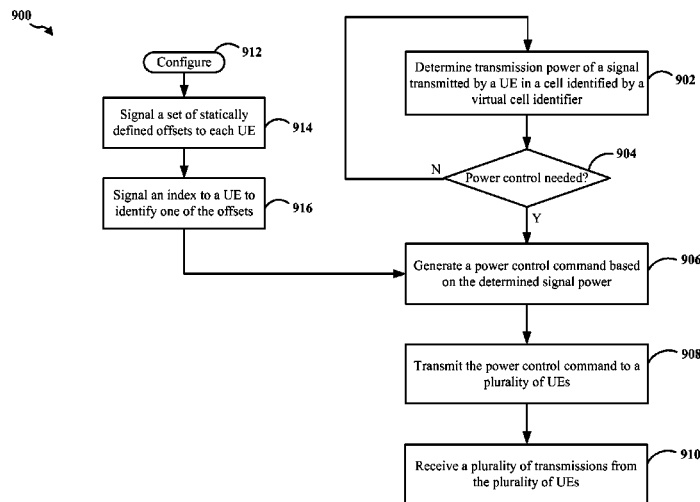 900
Configure
912
Signal a set of statically
defined offsets to each UE
914
Signal an index to a UE to
identify one of the offsets
916
Determine transmission power of a signal
transmitted by a UE in a cell identified by a
virtual cell identifier
902
Power control needed?
904
N
Y
Generate a power control command based
on the determined signal power
906
Transmit the power control command to a
plurality of UEs
908
Receive a plurality of transmissions from
the plurality of UEs
910